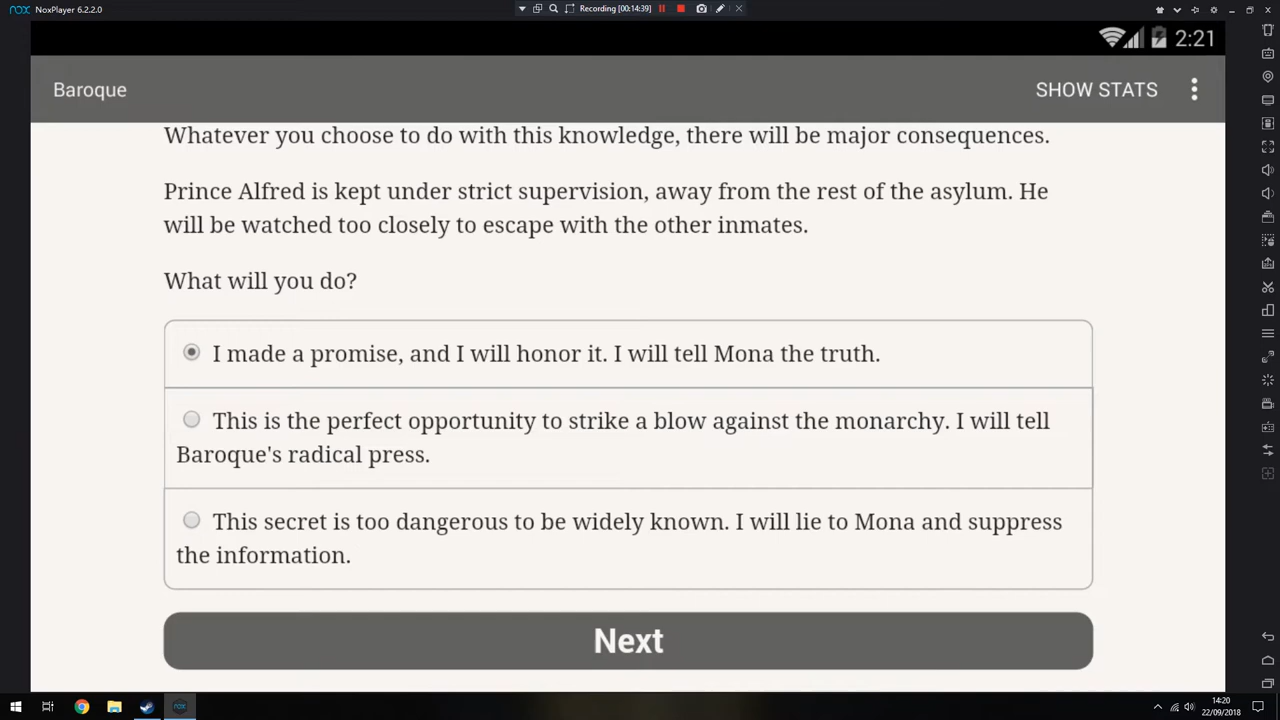 NoxPlayer 6.2.2.0
Recording [00:14:39]
2:21
Baroque
SHOW STATS
Whatever you choose to do with this knowledge, there will be major consequences.
Prince Alfred is kept under strict supervision, away from the rest of the asylum. He
will be watched too closely to escape with the other inmates.
What will you do?
I made a promise, and I will honor it. I will tell Mona the truth.
This is the perfect opportunity to strike a blow against the monarchy. I will tell
Baroque's radical press.
This secret is too dangerous to be widely known. I will lie to Mona and suppress
the information.
Next
14:20
22/09/2018